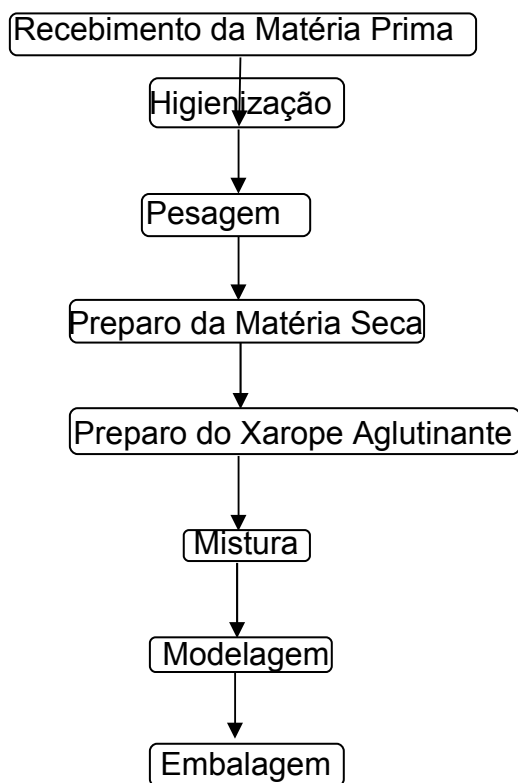 Recebimento da Matéria Prima
Higienização
Pesagem
Preparo da Matéria Seca
Preparo do Xarope Aglutinante
Mistura
Modelagem
Embalagem